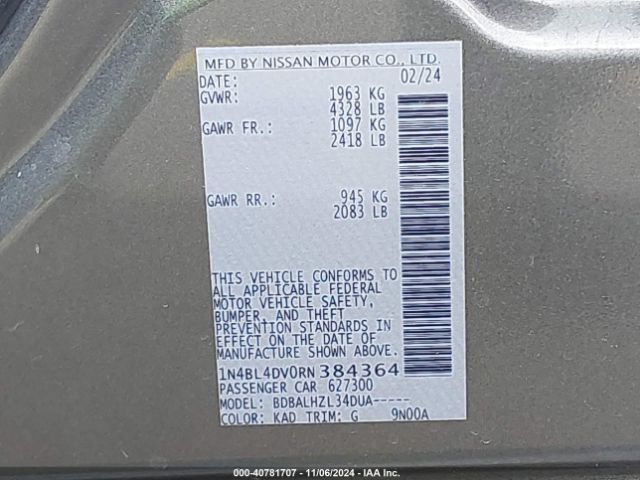 MFD BY NISSAN MOTOR CO., LTD.
DATE: 02/24
GVWR: 1963 KG
4328 LB
GAWR FR.: 1097 KG
2418 LB
GAWR RR.: 945 KG
2083 LB
THIS VEHICLE CONFORMS TO
ALL APPLICABLE FEDERAL
MOTOR VEHICLE SAFETY,
BUMPER, AND THEFT
PREVENTION STANDARDS IN
EFFECT ON THE DATE OF
MANUFACTURE SHOWN ABOVE.
1N4BL4DV0RN384364
PASSENGER CAR 627300
MODEL: BDBALHZL34DUA-----
COLOR: KAD TRIM: G 9N00A
000-40781707 - 11/06/2024 - IAA Inc.